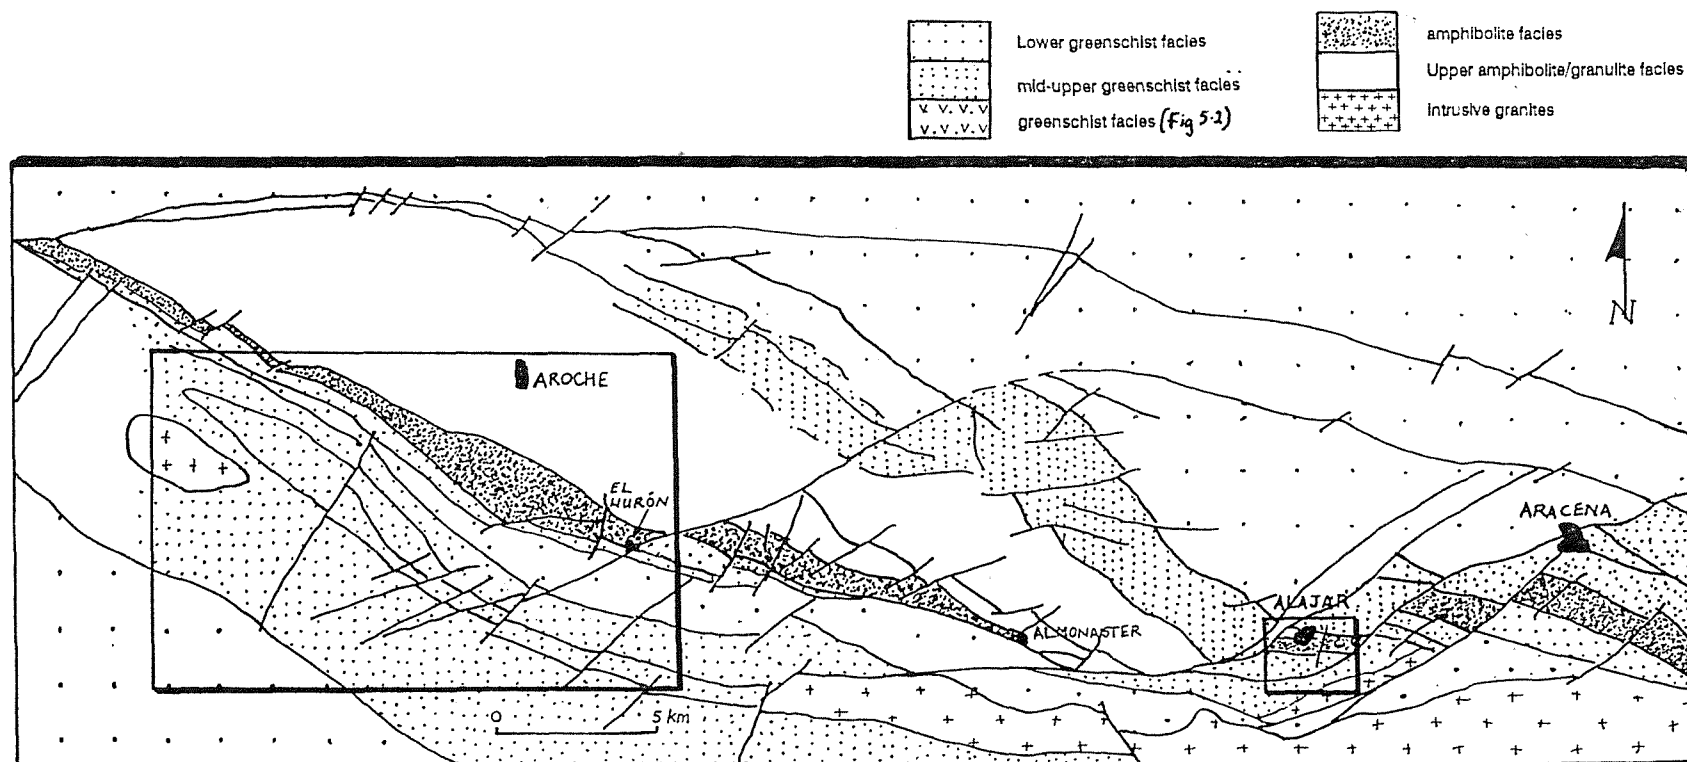 Lower greenschist facies
mid-upper greenschist facies
greenschist facies (Fig 5.2)
amphibolite facies
Upper amphibolite/granulite facies
Intrusive granites
N
AROCHE
EL
HURÓN
ARACENA
ALAJAR
ALMONASTER
0 5 km